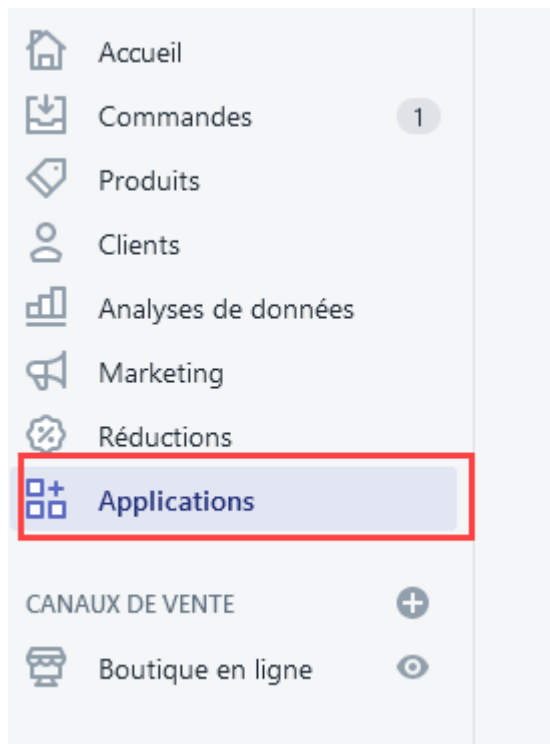 Accueil
Commandes 1
Produits
Clients
Analyses de données
Marketing
Réductions
Applications
CANAUX DE VENTE
Boutique en ligne